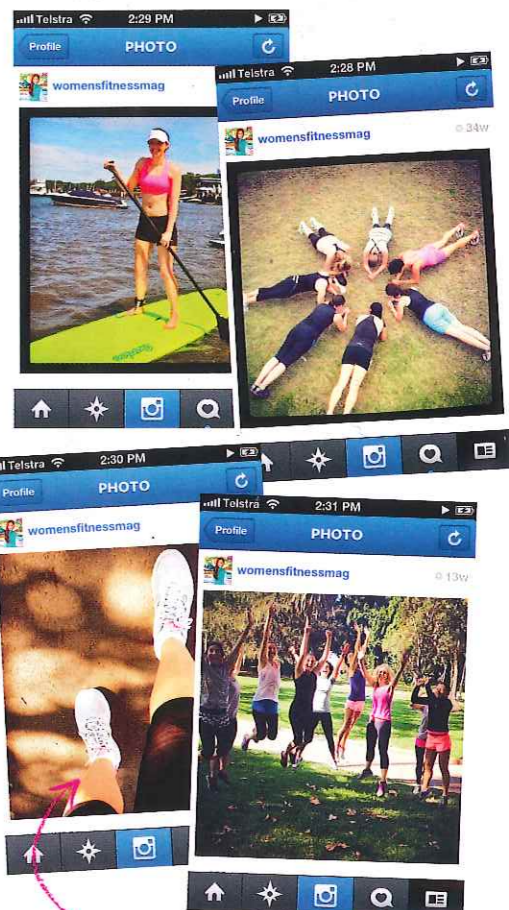 Telstra 2:29 PM
Profile PHOTO
womensfitnessmag
Telstra 2:28 PM
Profile PHOTO
womensfitnessmag 34w
Telstra 2:30 PM
Profile PHOTO
womensfitnessmag
Telstra 2:31 PM
Profile PHOTO
womensfitnessmag 13w